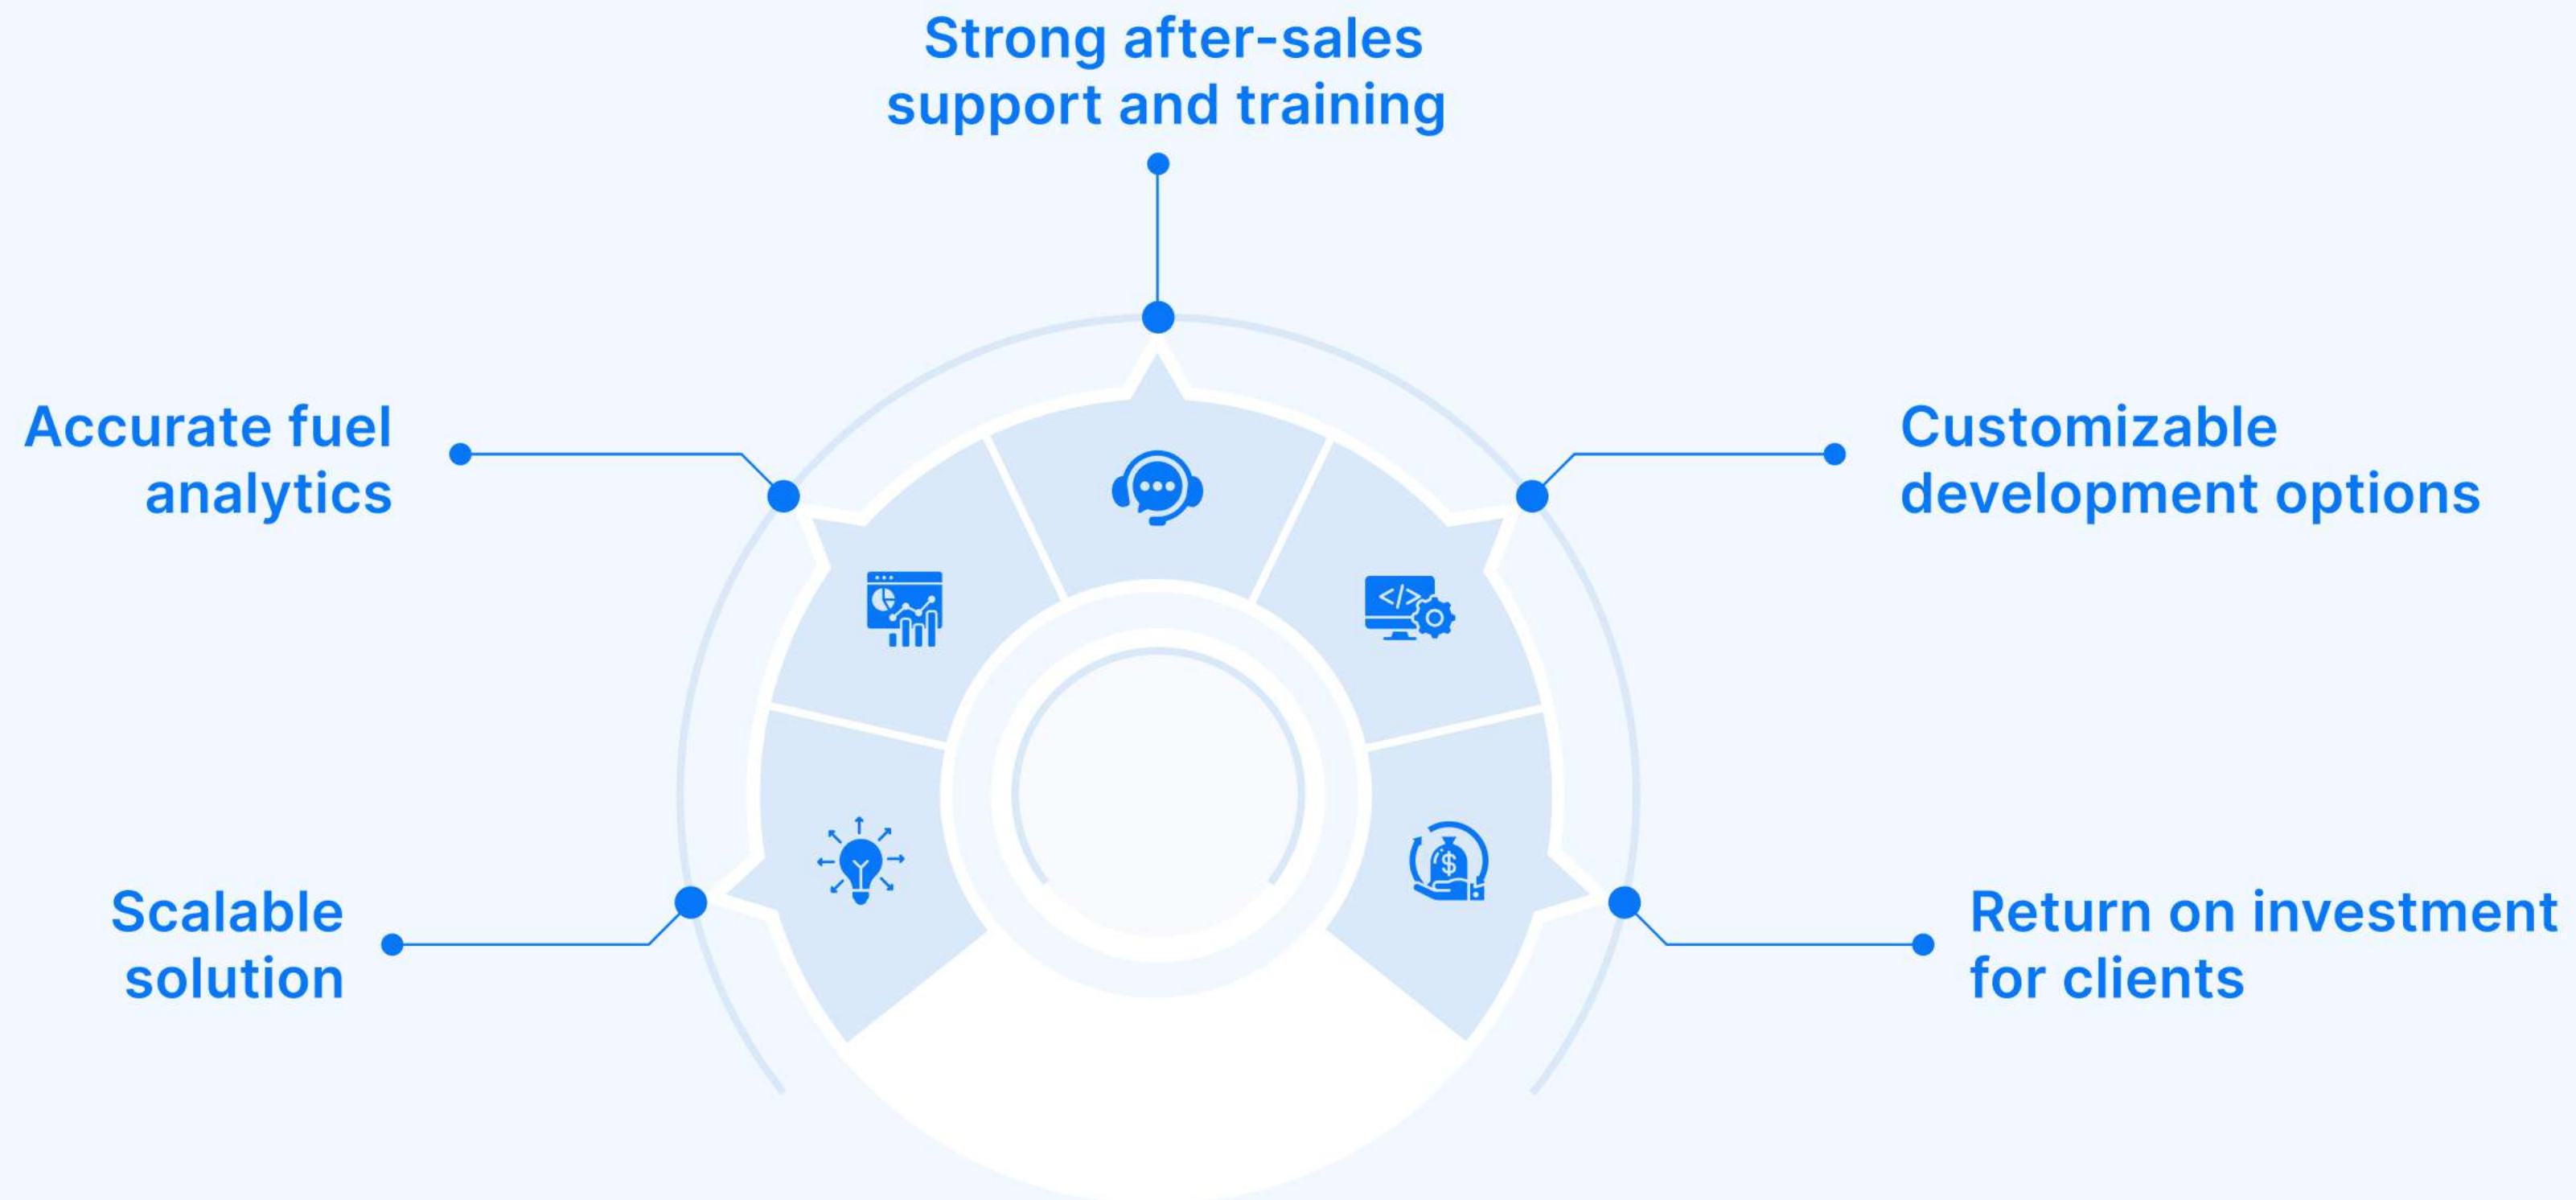 Strong after-sales
support and training
Accurate fuel
analytics
Customizable
development options
Scalable
solution
Return on investment
for clients